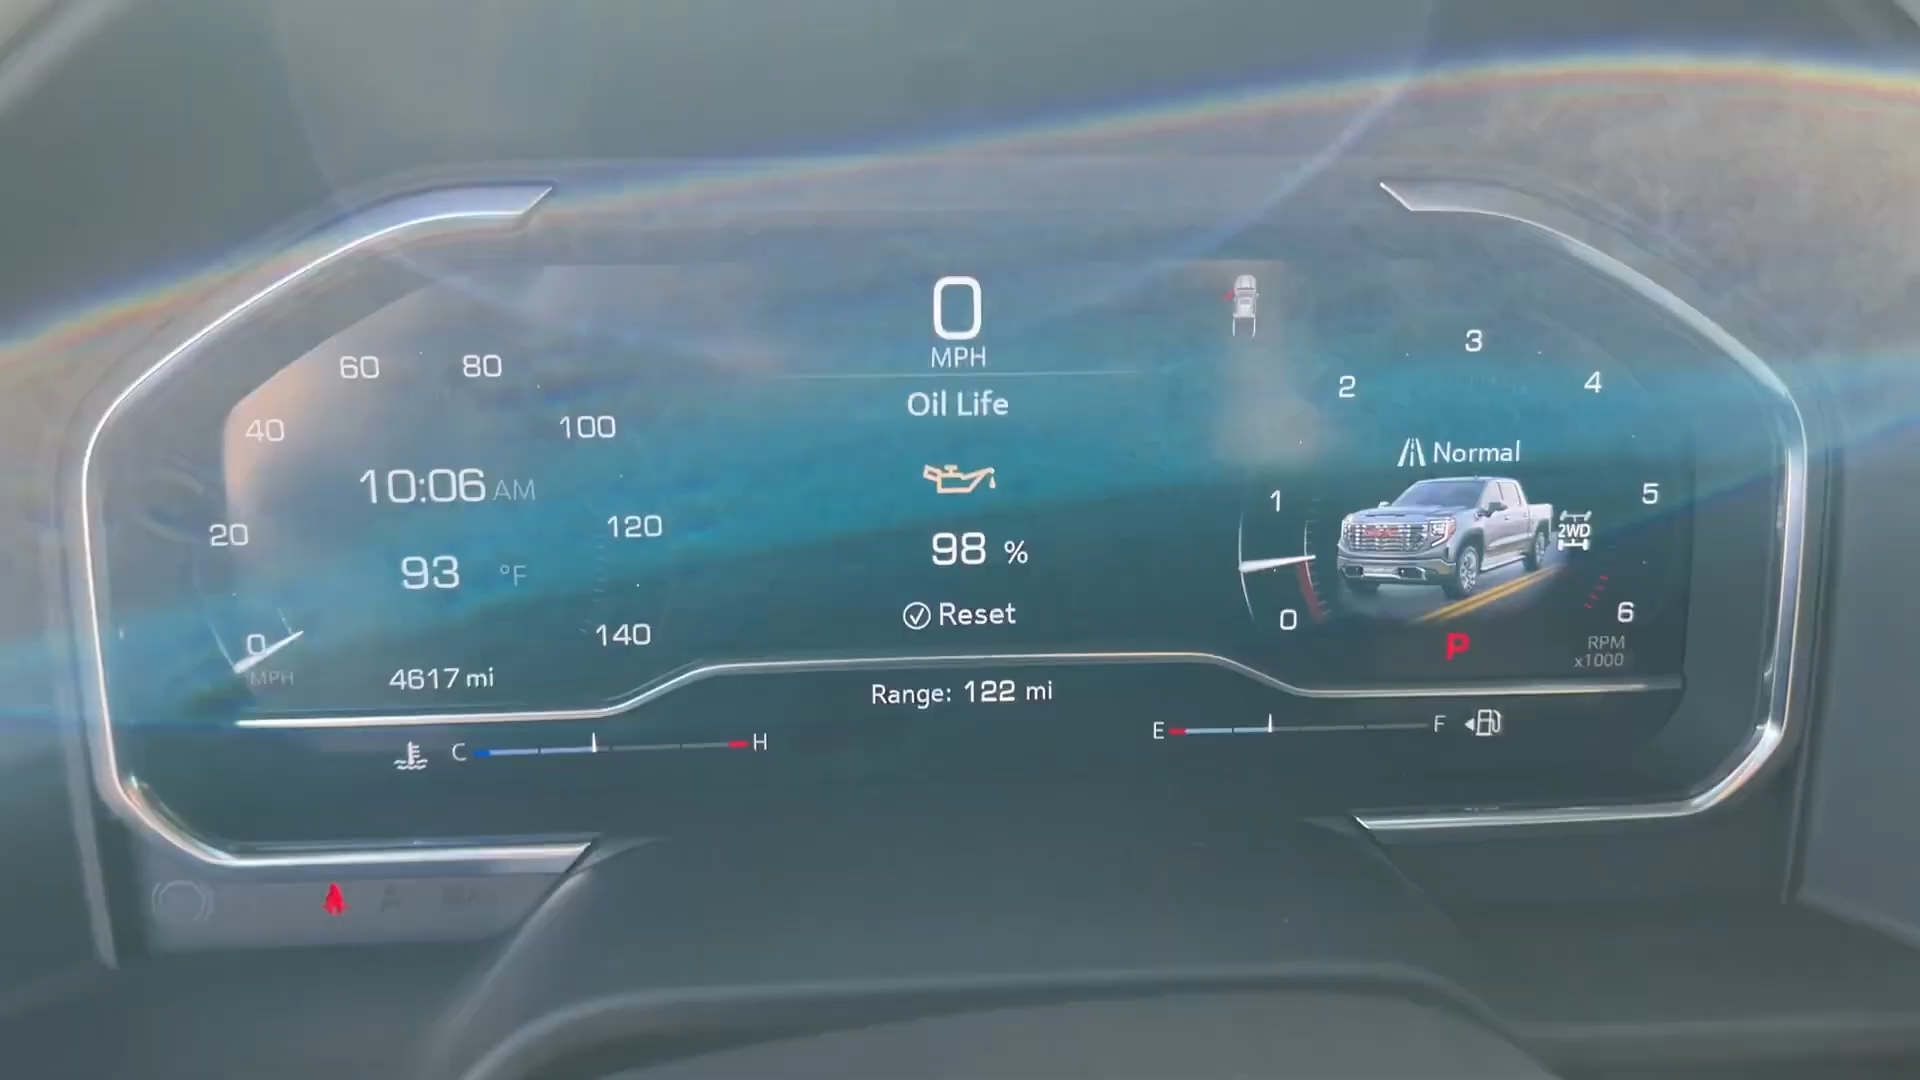 0
MPH
Oil Life
98 %
Reset
Range: 122 mi
0
20
40
60
80
100
120
140
MPH
10:06 AM
93 °F
4617 mi
C
H
0
1
2
3
4
5
6
Normal
2WD
P
RPM
x1000
E
F